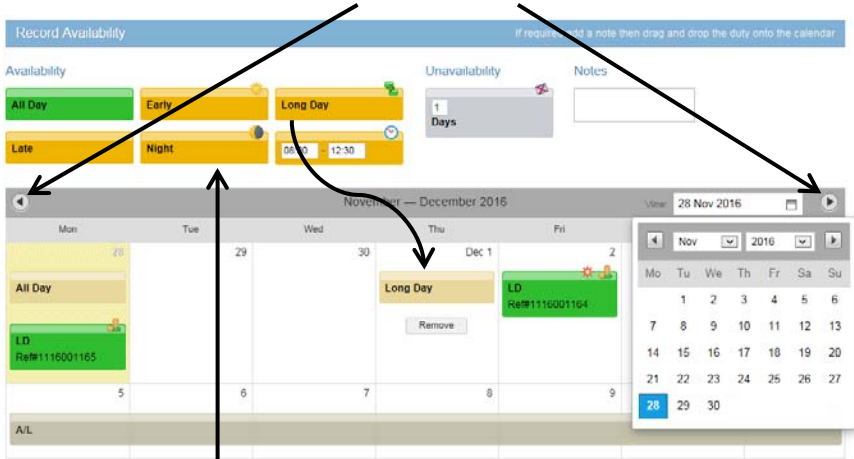 Record Availability If required add a note then drag and drop the duty onto the calendar
Availability Unavailability Notes
All Day Early Long Day 1
Days
Late Night 08:00 - 12:30
November — December 2016 View: 28 Nov 2016
Mon Tue Wed Thu Fri
28 29 30 Dec 1 2
All Day Long Day LD
Ref#1116001164
Remove
LD
Ref#1116001165
5 6 7 8 9
A/L
Nov 2016
Mo Tu We Th Fr Sa Su
1 2 3 4 5 6
7 8 9 10 11 12 13
14 15 16 17 18 19 20
21 22 23 24 25 26 27
28 29 30